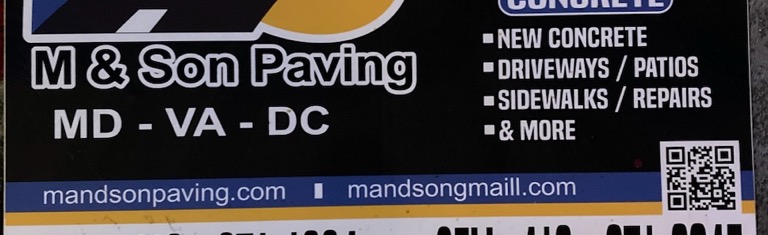 CONCRETE
M & Son Paving
MD - VA - DC
▪ NEW CONCRETE
▪ DRIVEWAYS / PATIOS
▪ SIDEWALKS / REPAIRS
▪ & MORE
mandsonpaving.com ▮ mandsongmaill.com